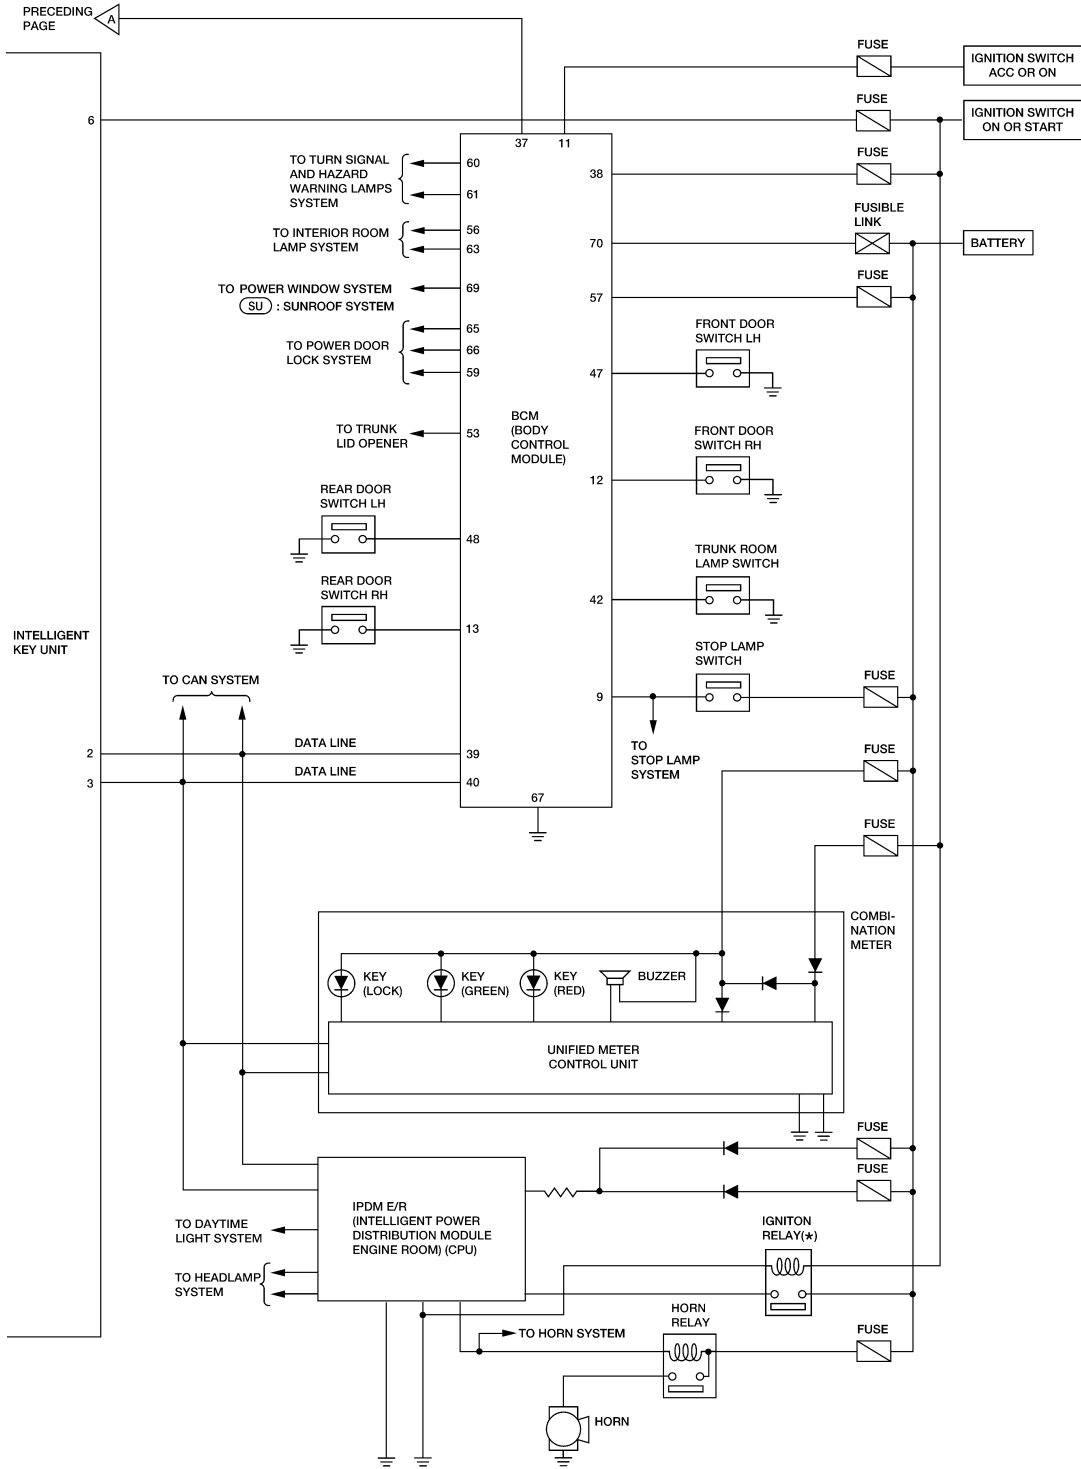 PRECEDING
PAGE
A
FUSE
IGNITION SWITCH
ACC OR ON
FUSE
IGNITION SWITCH
ON OR START
6
37
11
TO TURN SIGNAL
AND HAZARD
WARNING LAMPS
SYSTEM
60
61
FUSE
38
TO INTERIOR ROOM
LAMP SYSTEM
56
63
FUSIBLE
LINK
70
BATTERY
TO POWER WINDOW SYSTEM
SU : SUNROOF SYSTEM
69
FUSE
57
TO POWER DOOR
LOCK SYSTEM
65
66
59
FRONT DOOR
SWITCH LH
47
BCM
(BODY
CONTROL
MODULE)
TO TRUNK
LID OPENER
53
FRONT DOOR
SWITCH RH
12
REAR DOOR
SWITCH LH
48
TRUNK ROOM
LAMP SWITCH
42
REAR DOOR
SWITCH RH
13
INTELLIGENT
KEY UNIT
STOP LAMP
SWITCH
9
FUSE
TO CAN SYSTEM
TO
STOP LAMP
SYSTEM
2
DATA LINE
39
FUSE
3
DATA LINE
40
67
FUSE
COMBI-
NATION
METER
KEY
(LOCK)
KEY
(GREEN)
KEY
(RED)
BUZZER
UNIFIED METER
CONTROL UNIT
FUSE
FUSE
IPDM E/R
(INTELLIGENT POWER
DISTRIBUTION MODULE
ENGINE ROOM) (CPU)
TO DAYTIME
LIGHT SYSTEM
IGNITON
RELAY(*)
TO HEADLAMP
SYSTEM
HORN
RELAY
TO HORN SYSTEM
FUSE
HORN